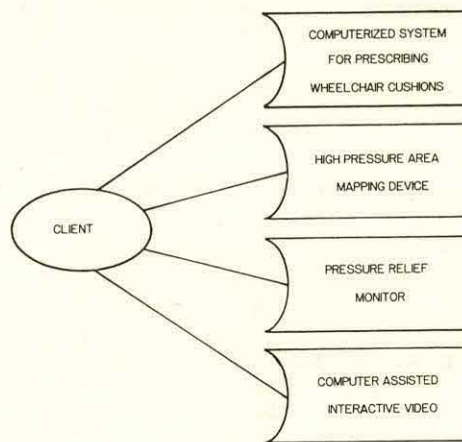 COMPUTERIZED SYSTEM
FOR PRESCRIBING
WHEELCHAIR CUSHIONS
HIGH PRESSURE AREA
MAPPING DEVICE
CLIENT
PRESSURE RELIEF
MONITOR
COMPUTER ASSISTED
INTERACTIVE VIDEO